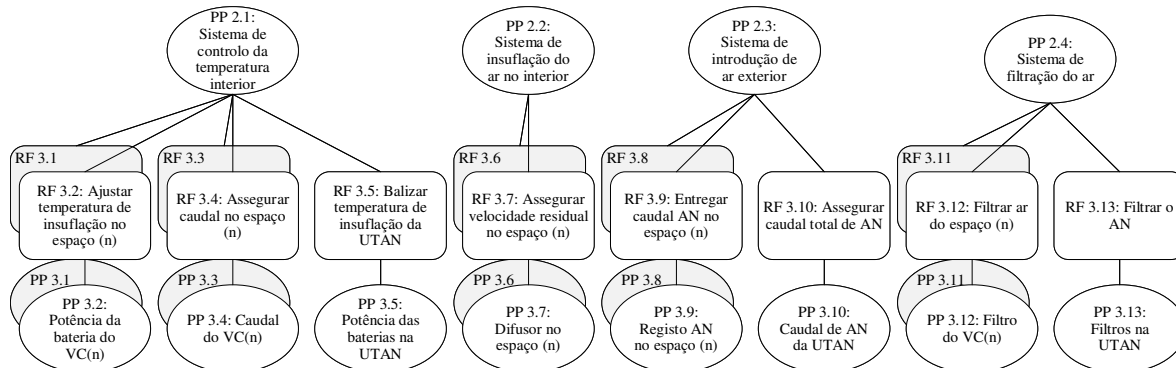 PP 2.1:
Sistema de
controlo da
temperatura
interior
PP 2.2:
Sistema de
insuflação do
ar no interior
PP 2.3:
Sistema de
introdução de
ar exterior
PP 2.4:
Sistema de
filtração do ar
RF 3.1
RF 3.2: Ajustar
temperatura de
insuflação no
espaço (n)
RF 3.3
RF 3.4: Assegurar
caudal no espaço
(n)
RF 3.5: Balizar
temperatura de
insuflação da
UTAN
RF 3.6
RF 3.7: Assegurar
velocidade residual
no espaço (n)
RF 3.8
RF 3.9: Entregar
caudal AN no
espaço (n)
RF 3.10: Assegurar
caudal total de AN
RF 3.11
RF 3.12: Filtrar ar
do espaço (n)
RF 3.13: Filtrar o
AN
PP 3.1
PP 3.2:
Potência da
bateria do
VC(n)
PP 3.3
PP 3.4: Caudal
do VC(n)
PP 3.5:
Potência das
baterias na
UTAN
PP 3.6
PP 3.7:
Difusor no
espaço (n)
PP 3.8
PP 3.9:
Registo AN
no espaço (n)
PP 3.10:
Caudal de AN
da UTAN
PP 3.11
PP 3.12: Filtro
do VC(n)
PP 3.13:
Filtros na
UTAN